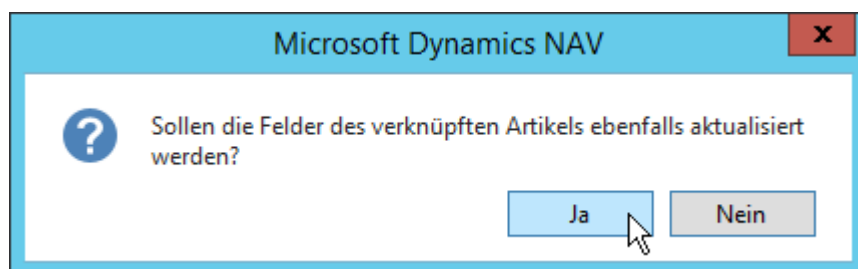 Microsoft Dynamics NAV
x
?
Sollen die Felder des verknüpften Artikels ebenfalls aktualisiert
werden?
Ja
Nein